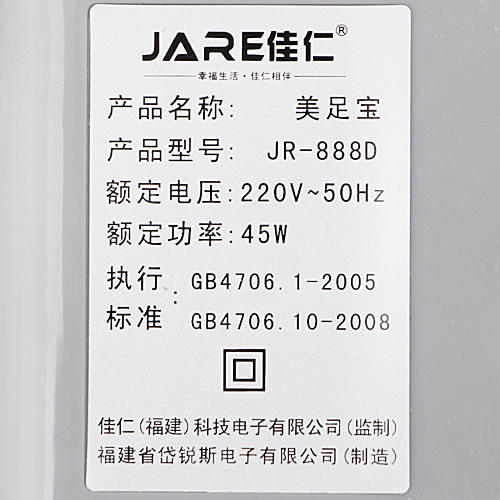 JARE佳仁®
幸福生活·佳仁相伴
产品名称: 美足宝
产品型号: JR-888D
额定电压:220V~50Hz
额定功率:45W
执行标准: GB4706.1-2005
GB4706.10-2008
佳仁(福建)科技电子有限公司(监制)
福建省岱锐斯电子有限公司(制造)